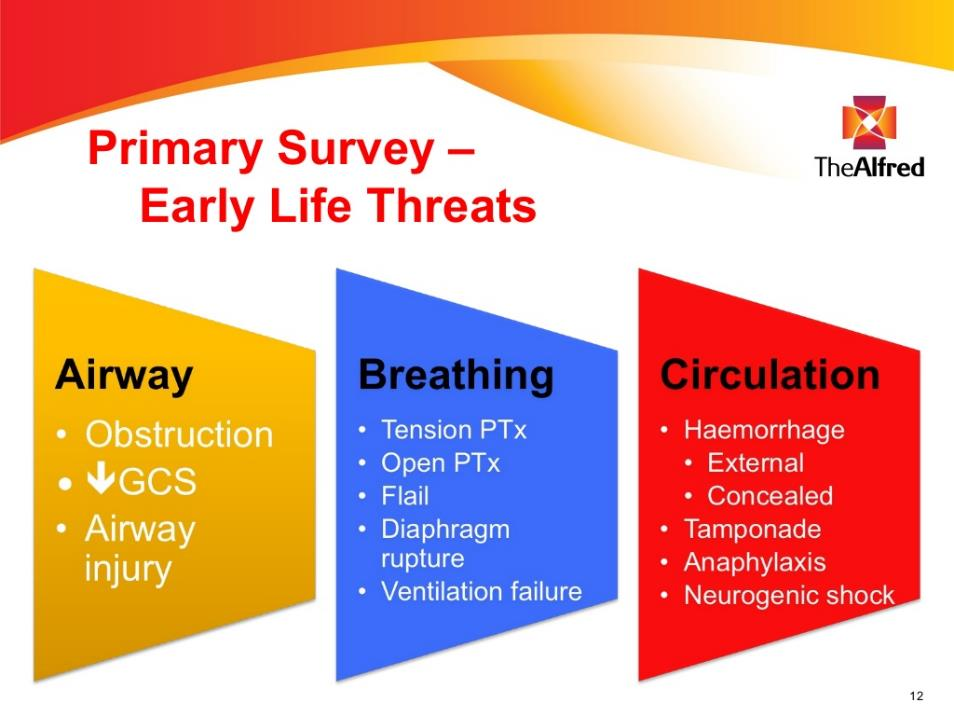 Primary Survey –
Early Life Threats
TheAlfred
Airway
• Obstruction
• 🡻GCS
• Airway
injury
Breathing
• Tension PTx
• Open PTx
• Flail
• Diaphragm
rupture
• Ventilation failure
Circulation
• Haemorrhage
• External
• Concealed
• Tamponade
• Anaphylaxis
• Neurogenic shock
12